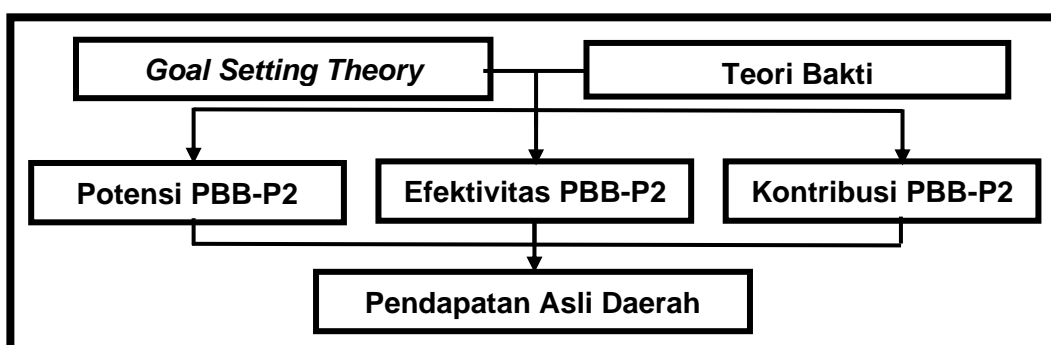 Goal Setting Theory
Teori Bakti
Potensi PBB-P2
Efektivitas PBB-P2
Kontribusi PBB-P2
Pendapatan Asli Daerah